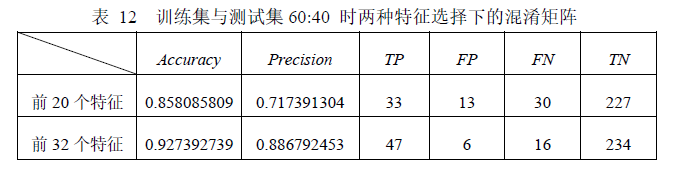 表 12 训练集与测试集 60:40 时两种特征选择下的混淆矩阵
Accuracy Precision TP FP FN TN
前 20 个特征 0.858085809 0.717391304 33 13 30 227
前 32 个特征 0.927392739 0.886792453 47 6 16 234